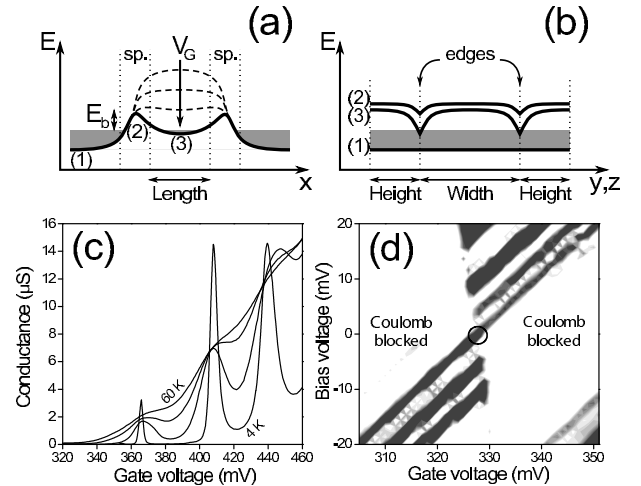 (a)
E
sp.
V_G
sp.
E_b
(1)
(2)
(3)
Length
x
(b)
E
edges
(2)
(3)
(1)
Height
Width
Height
y,z
(c)
16
14
12
10
8
6
4
2
0
Conductance (µS)
60 K
4 K
320
340
360
380
400
420
440
460
Gate voltage (mV)
(d)
20
10
0
-10
-20
Bias voltage (mV)
Coulomb
blocked
Coulomb
blocked
310
320
330
340
350
Gate voltage (mV)